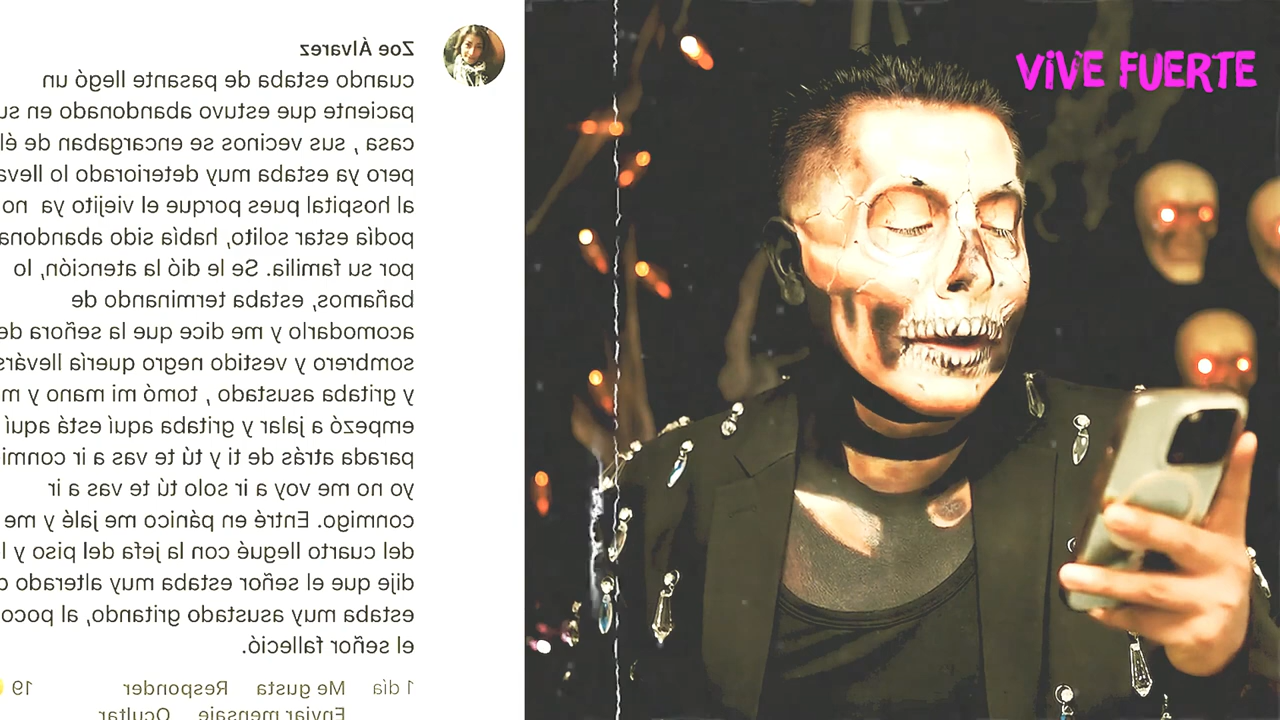 Zoe Álvarez
cuando estaba de pasante llegó un
paciente que estuvo abandonado en su
casa , sus vecinos se encargaban de él
pero ya estaba muy deteriorado lo
al hospital pues porque el viejito ya no
podía estar solito, había sido
por su familia. Se le dió la atención, lo
bañamos, estaba terminando de
acomodarlo y me dice que la señora de
sombrero y vestido negro quería
y gritaba asustado , tomó mi mano y
empezó a jalar y gritaba aquí está aquí
parada atrás de ti y tú te vas a ir
yo no me voy a ir solo tú te vas a ir
conmigo. Entré en pánico me jalé y me
del cuarto llegué con la jefa del piso y
dije que el señor estaba muy alterado
estaba muy asustado gritando, al poco
el señor falleció.
1 día Me gusta Responder 19
Enviar mensaje Ocultar
VIVE FUERTE